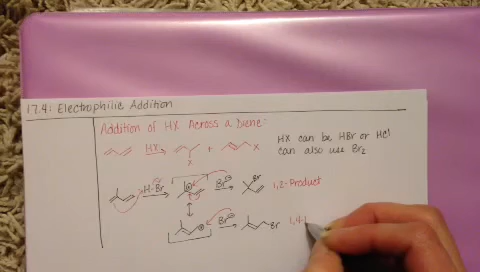 17.4: Electrophilic Addition
Addition of HX Across a Diene:
HX
X
+
X
HX can be HBr or HCl
can also use Br2
H-Br
⊕
Br⊖
Br
1,2-Product
⊕
Br⊖
Br
1,4-